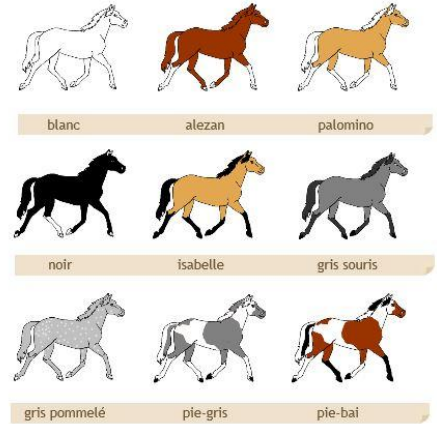 blanc alezan palomino
noir isabelle gris souris
gris pommelé pie-gris pie-bai